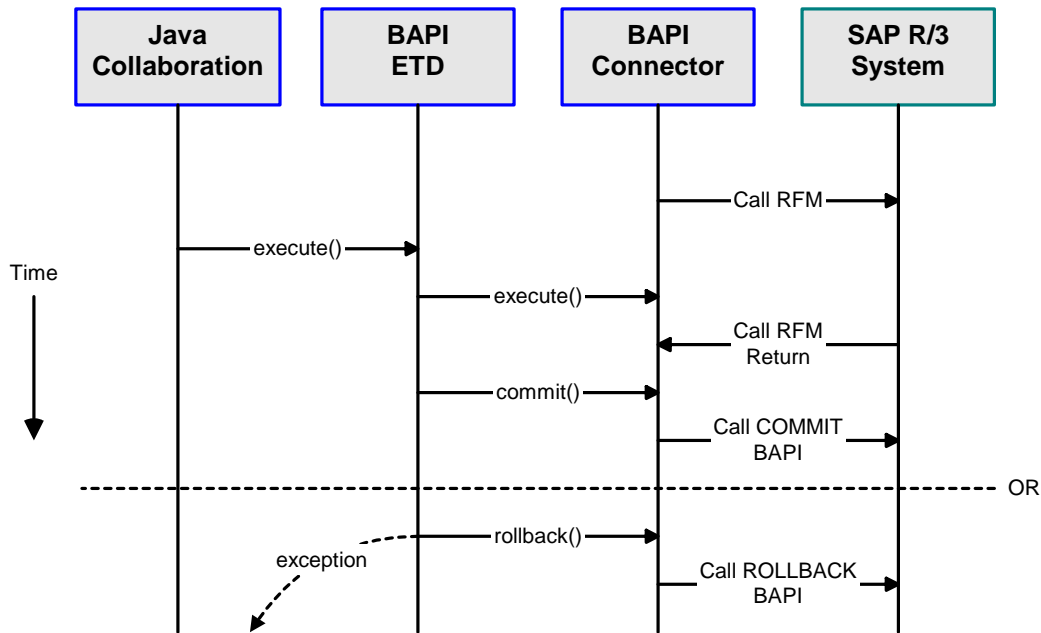 Java
Collaboration
BAPI
ETD
BAPI
Connector
SAP R/3
System
Call RFM
execute()
Time
execute()
Call RFM
Return
commit()
Call COMMIT
BAPI
OR
rollback()
exception
Call ROLLBACK
BAPI